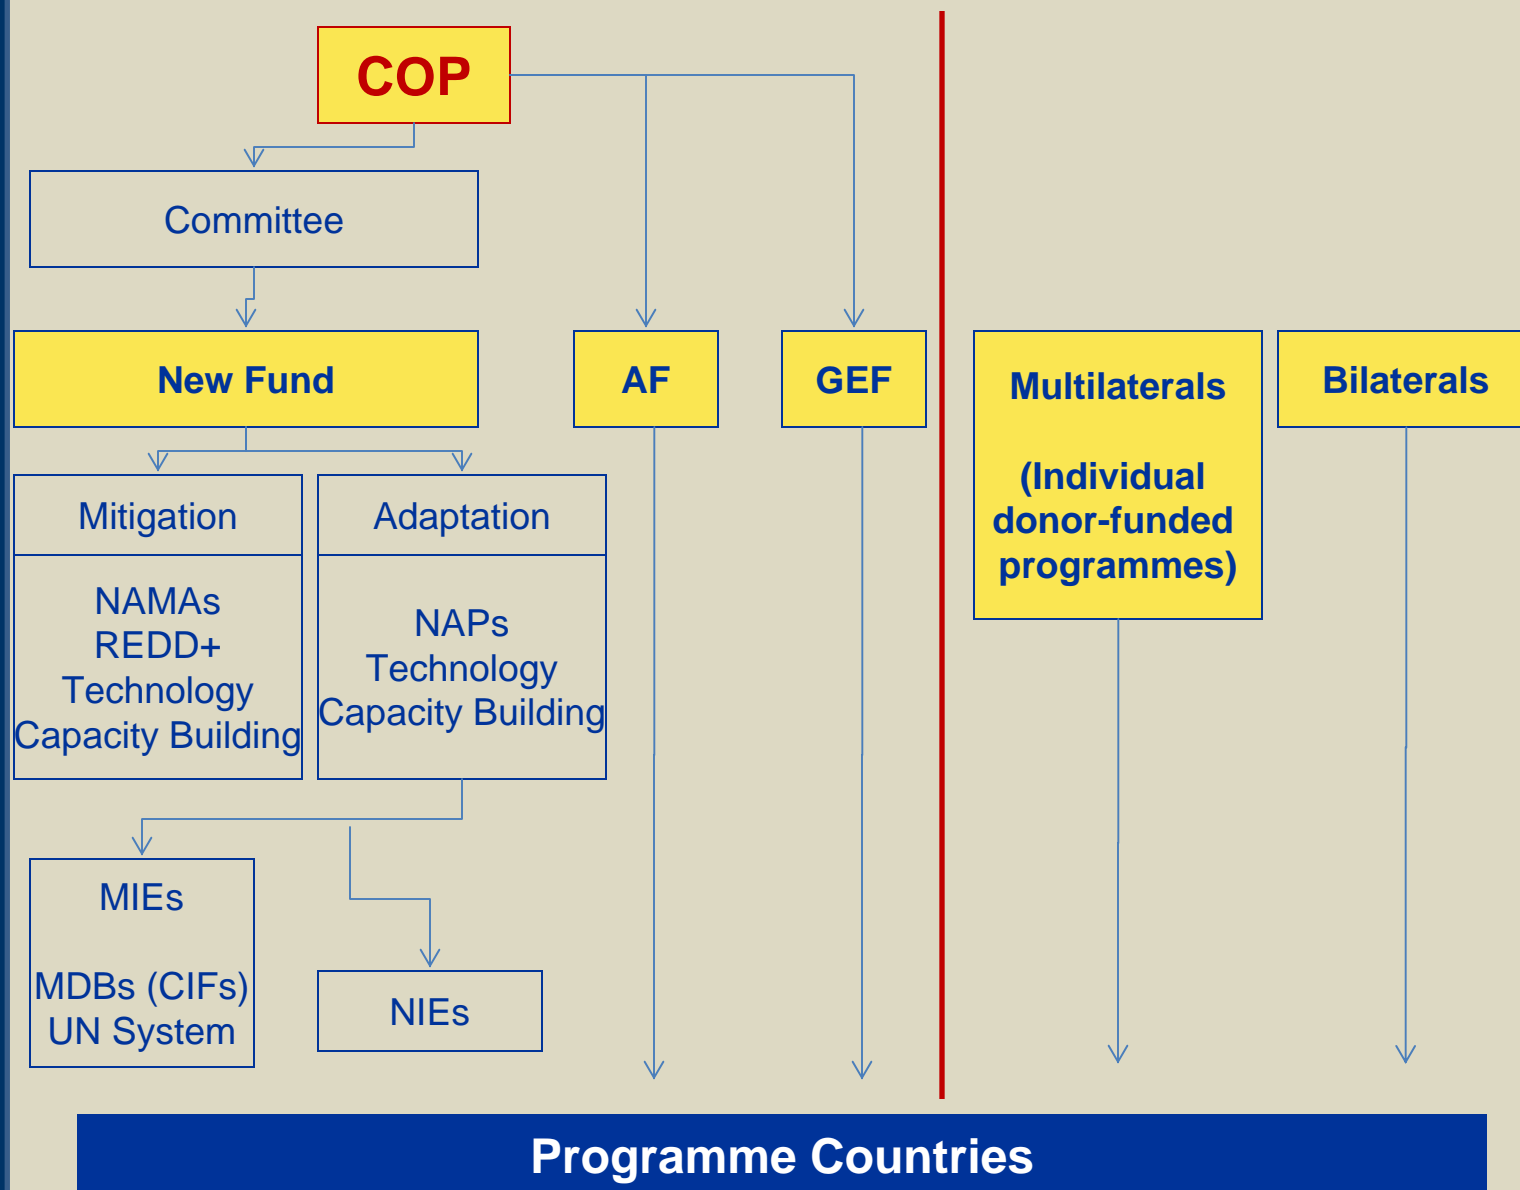 COP
Committee
New Fund
AF
GEF
Multilaterals
(Individual
donor-funded
programmes)
Bilaterals
Mitigation
NAMAs
REDD+
Technology
Capacity Building
Adaptation
NAPs
Technology
Capacity Building
MIEs
MDBs (CIFs)
UN System
NIEs
Programme Countries